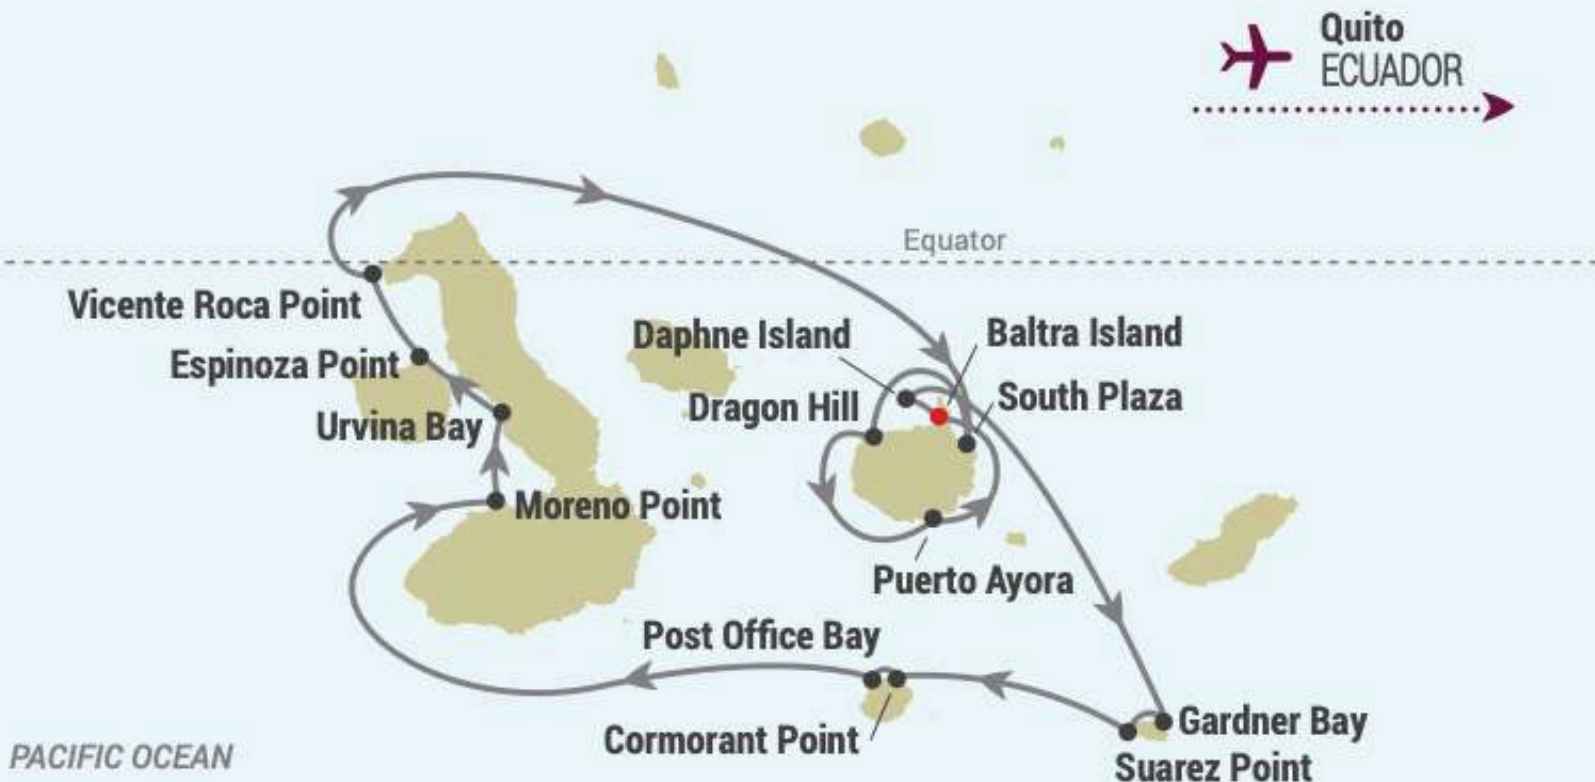 Quito
ECUADOR
Equator
Vicente Roca Point
Daphne Island
Baltra Island
Espinoza Point
South Plaza
Dragon Hill
Urvina Bay
Moreno Point
Puerto Ayora
Post Office Bay
Gardner Bay
Cormorant Point
PACIFIC OCEAN
Suarez Point